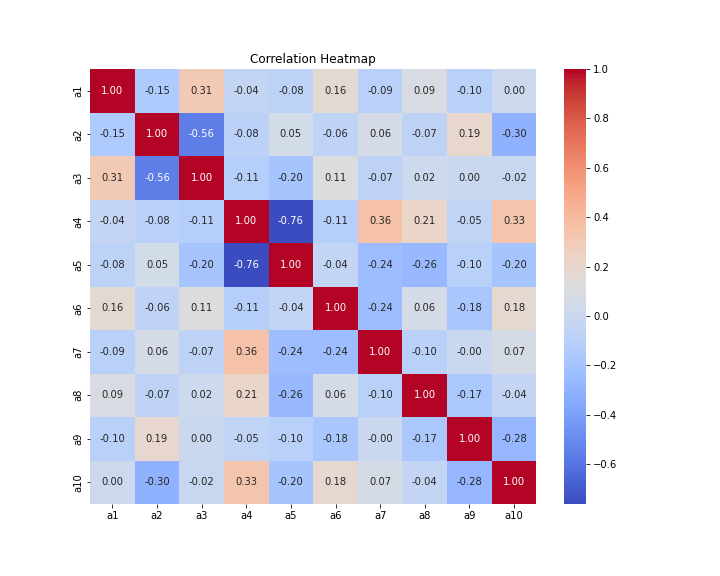 Correlation Heatmap
a1 1.00 -0.15 0.31 -0.04 -0.08 0.16 -0.09 0.09 -0.10 0.00
a2 -0.15 1.00 -0.56 -0.08 0.05 -0.06 0.06 -0.07 0.19 -0.30
a3 0.31 -0.56 1.00 -0.11 -0.20 0.11 -0.07 0.02 0.00 -0.02
a4 -0.04 -0.08 -0.11 1.00 -0.76 -0.11 0.36 0.21 -0.05 0.33
a5 -0.08 0.05 -0.20 -0.76 1.00 -0.04 -0.24 -0.26 -0.10 -0.20
a6 0.16 -0.06 0.11 -0.11 -0.04 1.00 -0.24 0.06 -0.18 0.18
a7 -0.09 0.06 -0.07 0.36 -0.24 -0.24 1.00 -0.10 -0.00 0.07
a8 0.09 -0.07 0.02 0.21 -0.26 0.06 -0.10 1.00 -0.17 -0.04
a9 -0.10 0.19 0.00 -0.05 -0.10 -0.18 -0.00 -0.17 1.00 -0.28
a10 0.00 -0.30 -0.02 0.33 -0.20 0.18 0.07 -0.04 -0.28 1.00
a1 a2 a3 a4 a5 a6 a7 a8 a9 a10
1.0
0.8
0.6
0.4
0.2
0.0
−0.2
−0.4
−0.6